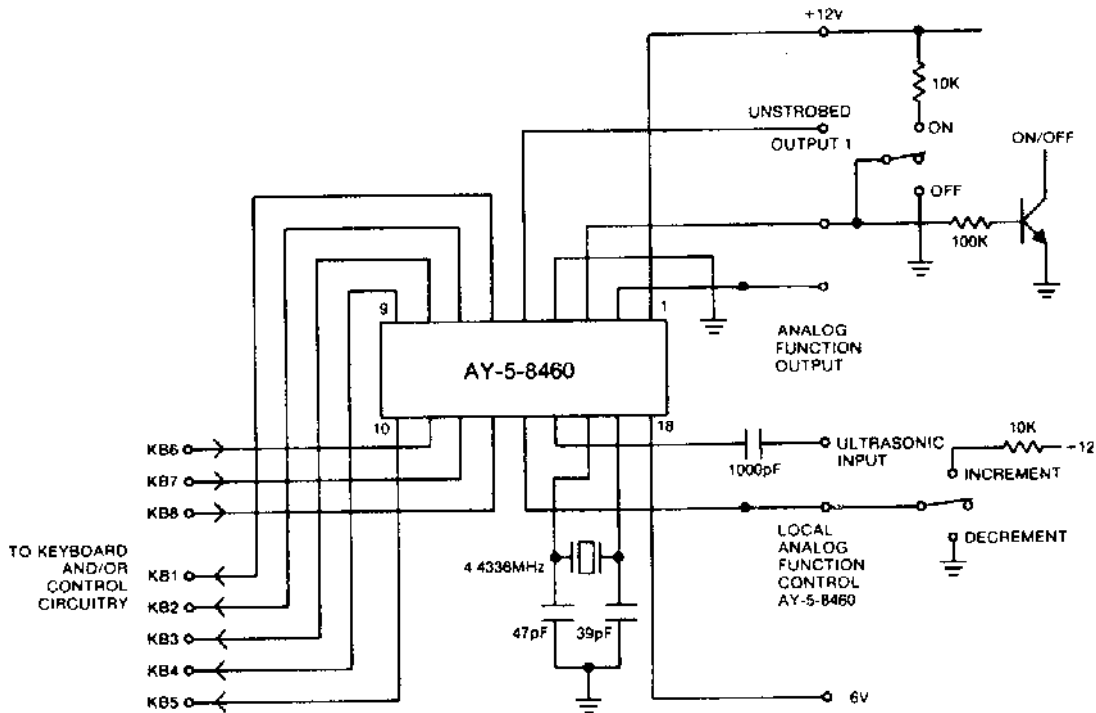 +12V
10K
UNSTROBED
OUTPUT 1
ON
ON/OFF
OFF
100K
9
1
AY-5-8460
ANALOG
FUNCTION
OUTPUT
10
18
KB6
KB7
KB8
1000pF
ULTRASONIC
INPUT
10K
-12
INCREMENT
DECREMENT
TO KEYBOARD
AND/OR
CONTROL
CIRCUITRY
KB1
KB2
KB3
KB4
KB5
4 4336MHz
47pF
39pF
LOCAL
ANALOG
FUNCTION
CONTROL
AY-5-8460
6V